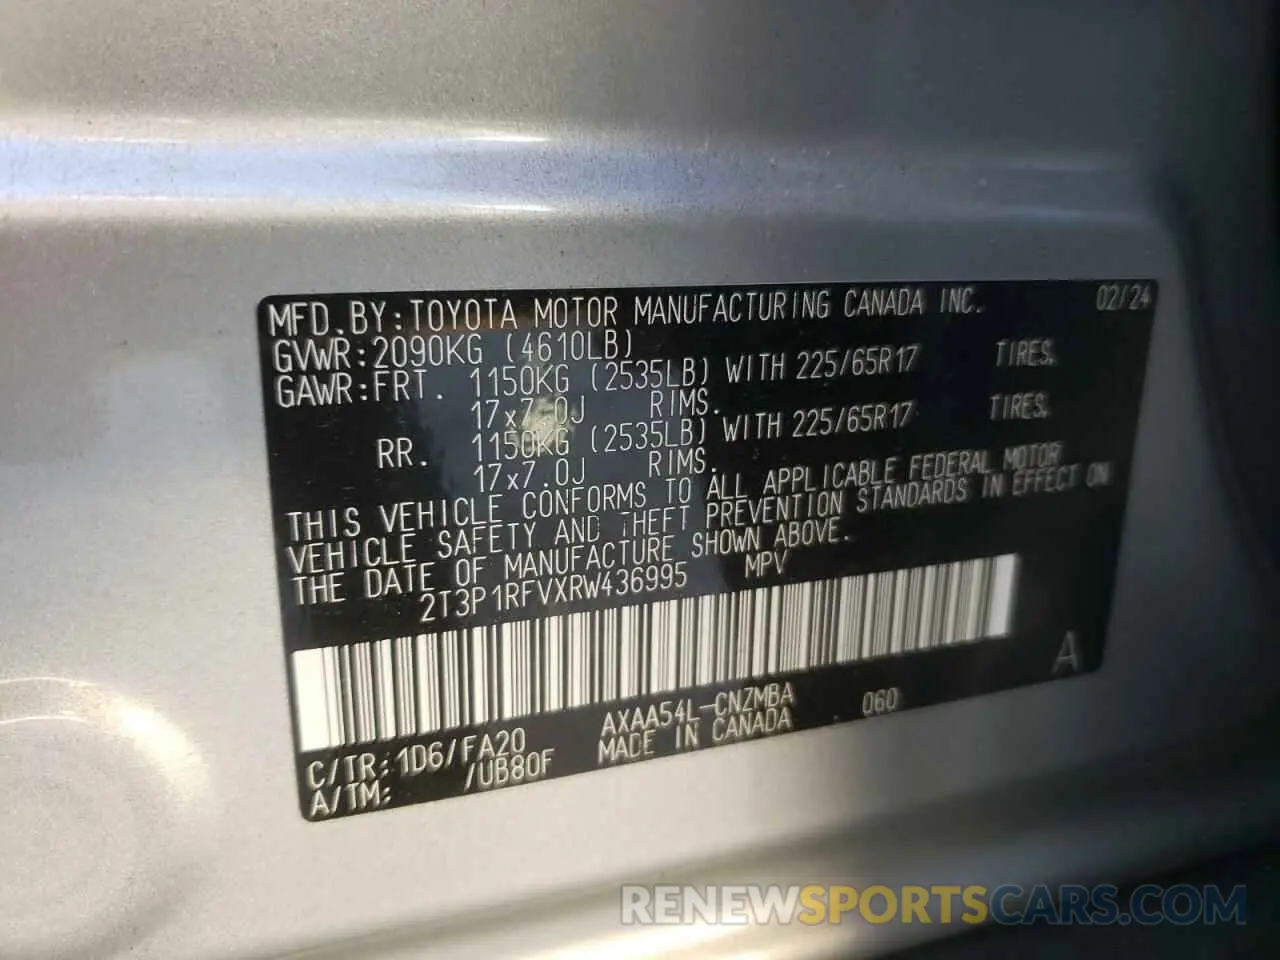 MFD.BY:TOYOTA MOTOR MANUFACTURING CANADA INC. 02/24
GVWR:2090KG (4610LB)
GAWR:FRT. 1150KG (2535LB) WITH 225/65R17 TIRES.
17x7.0J RIMS.
RR. 1150KG (2535LB) WITH 225/65R17 TIRES.
17x7.0J RIMS.
THIS VEHICLE CONFORMS TO ALL APPLICABLE FEDERAL MOTOR
VEHICLE SAFETY AND THEFT PREVENTION STANDARDS IN EFFECT ON
THE DATE OF MANUFACTURE SHOWN ABOVE.
2T3P1RFVXRW436995 MPV
A
C/TR:1D6/FA20 AXAA54L-CNZMBA 060
A/TM: /UB80F MADE IN CANADA
RENEWSPORTSCARS.COM